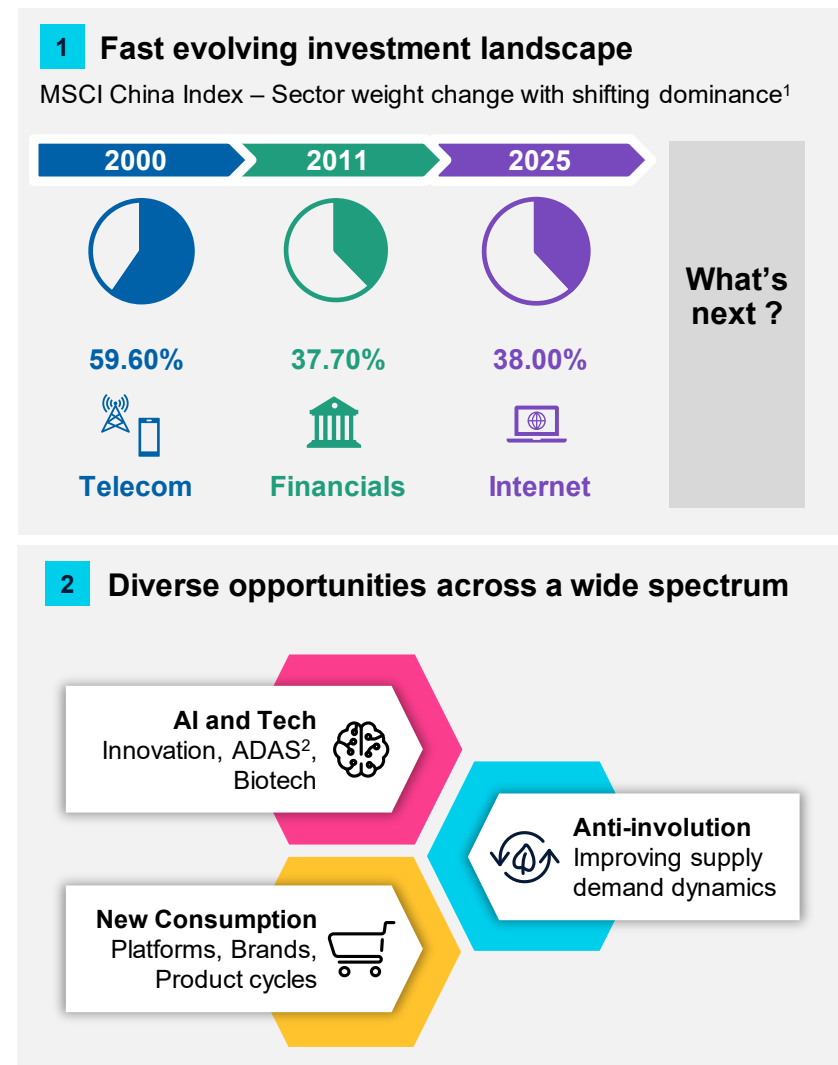 1
Fast evolving investment landscape
MSCI China Index – Sector weight change with shifting dominance¹
2000
2011
2025
59.60%
37.70%
38.00%
Telecom
Financials
Internet
What's
next ?
2
Diverse opportunities across a wide spectrum
AI and Tech
Innovation, ADAS²,
Biotech
Anti-involution
Improving supply
demand dynamics
New Consumption
Platforms, Brands,
Product cycles